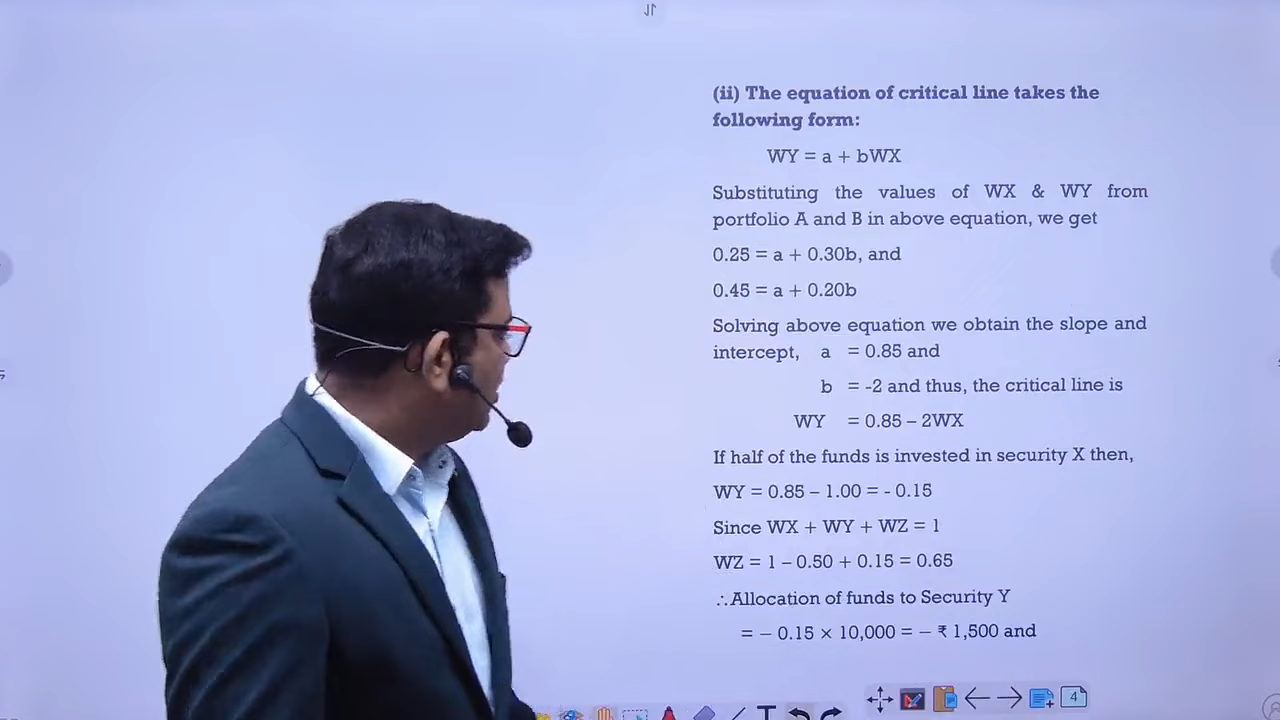 (ii) The equation of critical line takes the
following form:
WY = a + bWX
Substituting the values of WX & WY from
portfolio A and B in above equation, we get
0.25 = a + 0.30b, and
0.45 = a + 0.20b
Solving above equation we obtain the slope and
intercept, a = 0.85 and
b = -2 and thus, the critical line is
WY = 0.85 – 2WX
If half of the funds is invested in security X then,
WY = 0.85 – 1.00 = - 0.15
Since WX + WY + WZ = 1
WZ = 1 – 0.50 + 0.15 = 0.65
∴Allocation of funds to Security Y
= – 0.15 × 10,000 = – ₹ 1,500 and
T
4